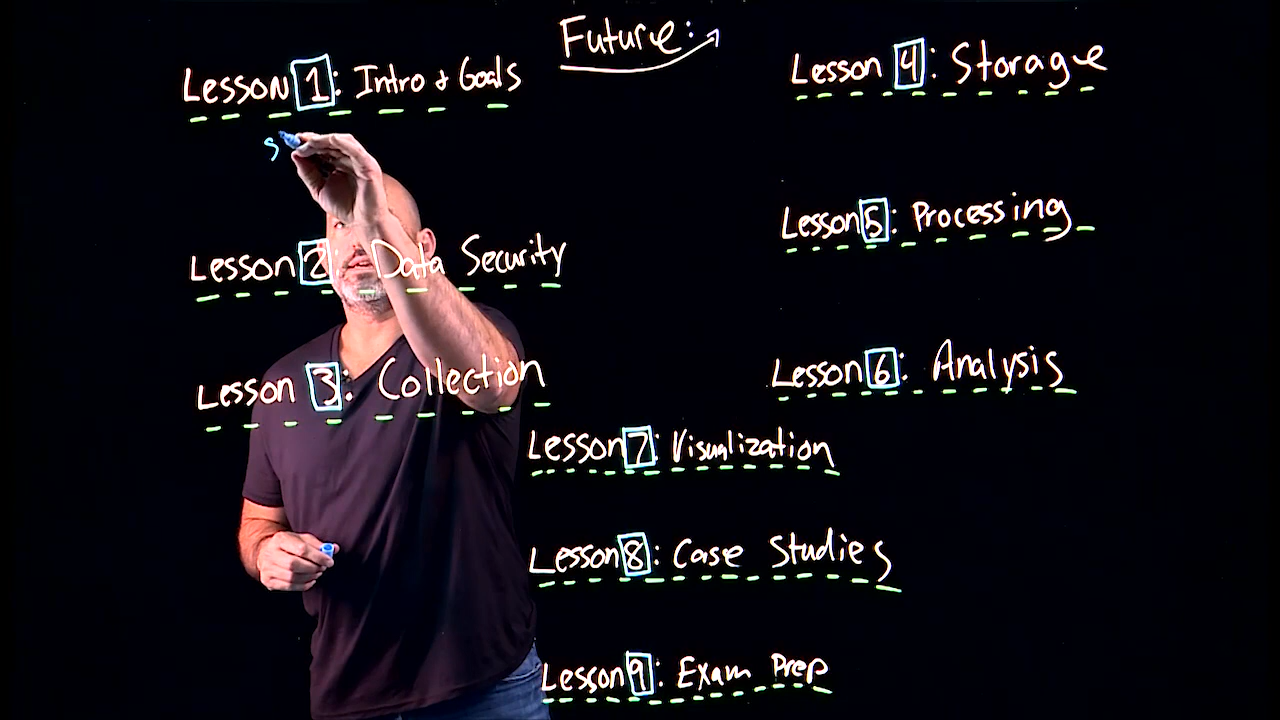 Future:
Lesson 1: Intro & Goals
S
Lesson 2: Data Security
Lesson 3: Collection
Lesson 4: Storage
Lesson 5: Processing
Lesson 6: Analysis
Lesson 7: Visualization
Lesson 8: Case Studies
Lesson 9: Exam Prep